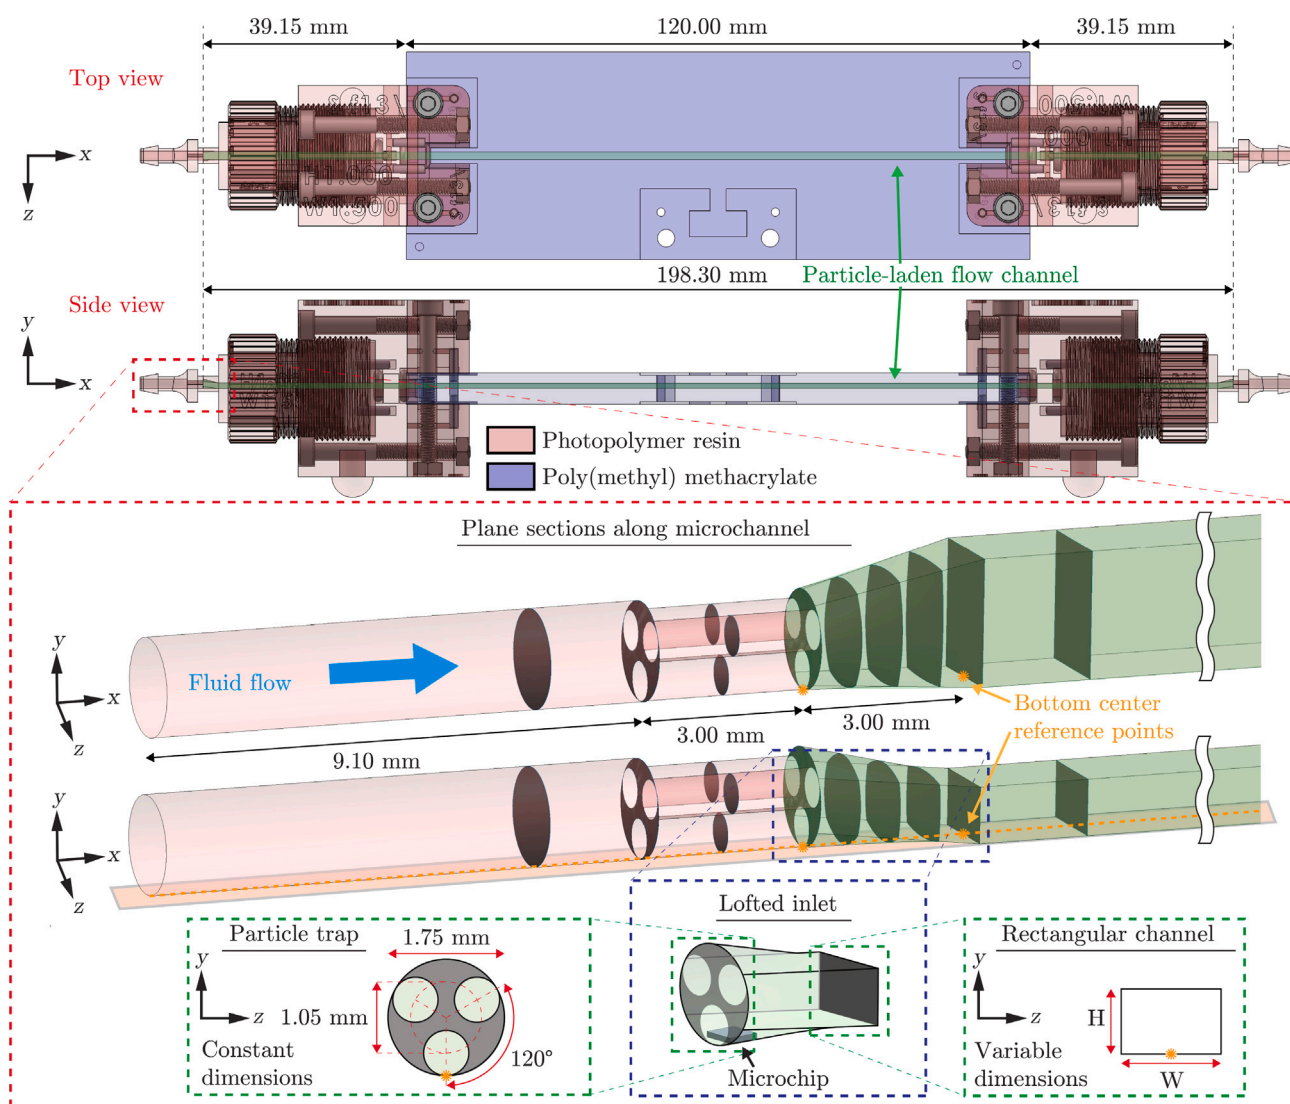 39.15 mm
120.00 mm
39.15 mm
Top view
x
z
198.30 mm
Particle-laden flow channel
Side view
y
x
Photopolymer resin
Poly(methyl) methacrylate
Plane sections along microchannel
y
x
z
Fluid flow
9.10 mm
3.00 mm
3.00 mm
Bottom center
reference points
y
x
z
Particle trap
1.75 mm
y
z
1.05 mm
120°
Constant
dimensions
Lofted inlet
Microchip
Rectangular channel
y
z
H
W
Variable
dimensions